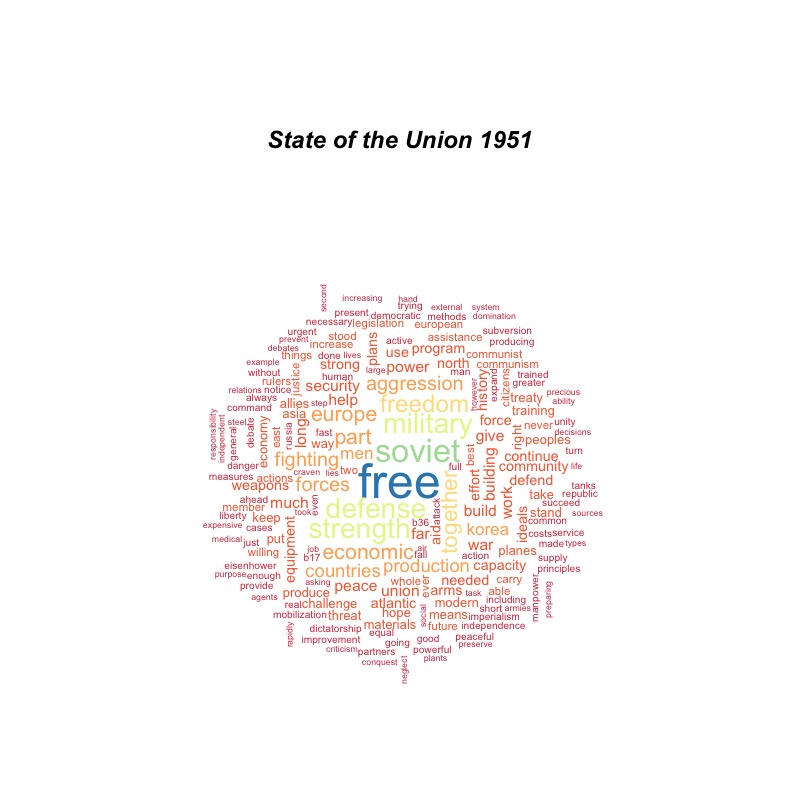 State of the Union 1951
second increasing hand
trying external system
present democratic methods domination
necessary legislation european
urgent stood active assistance subversion
prevent increase plans producing
debates things done lives use program communist
example strong large power north communism
without justice human man trained
rulers security aggression however history expand citizens greater
relations notice always allies step help freedom treaty precious
command asia europe military force training ability
responsibility independent steel general debate economy east russia long way fast part soviet give right never unity
peoples decisions
danger fighting men best continue turn
measures actions craven lies two full effort building community life
weapons forces free together defend tanks
member ahead much even took defense attack build work take republic
expensive liberty keep strength b36 far aid korea ideals stand succeed sources
cases common
medical just put equipment job economic air fall war planes costs service
willing b17 action made types
eisenhower countries production capacity supply
purpose enough asking peace whole ever needed carry principles
provide produce union arms task able manpower preparing
agents real challenge atlantic social modern short including armies
mobilization threat hope means imperialism
rapidly dictatorship materials future independence
improvement equal going good peaceful
criticism partners powerful preserve
conquest neglect plants